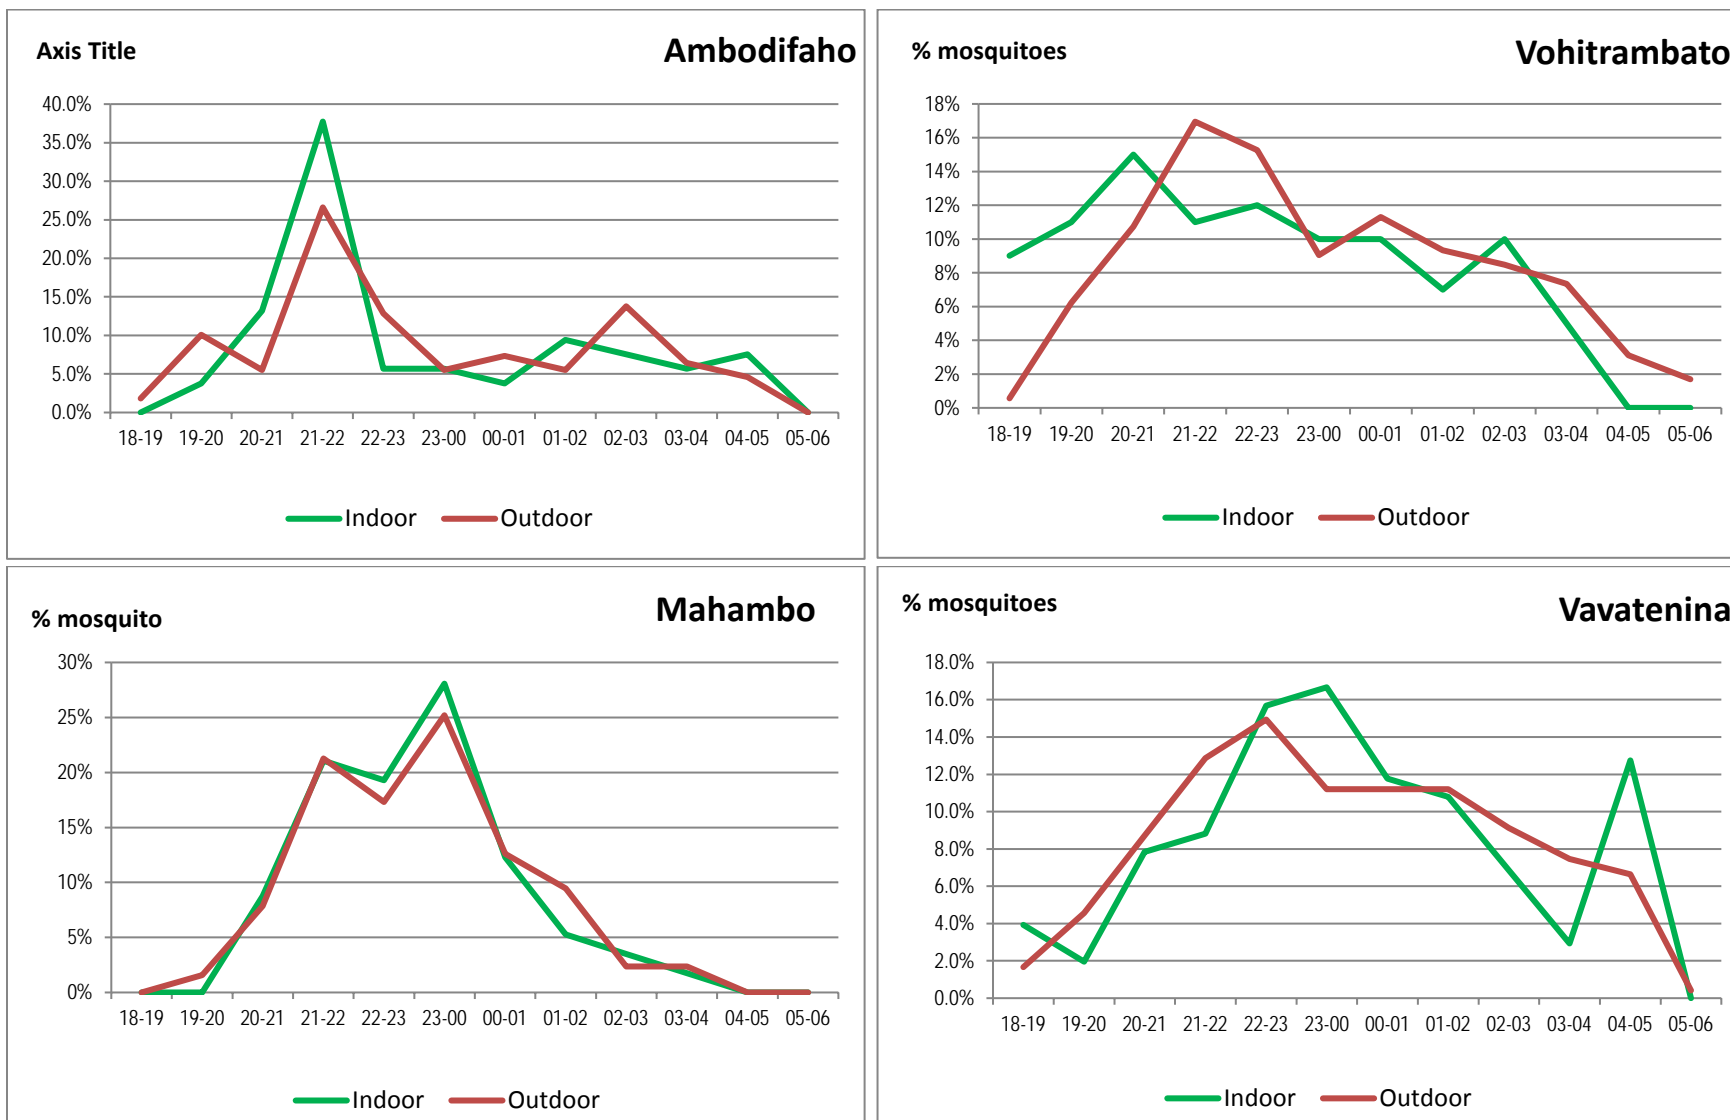 Axis Title
Ambodifaho
40.0%
35.0%
30.0%
25.0%
20.0%
15.0%
10.0%
5.0%
0.0%
18-19 19-20 20-21 21-22 22-23 23-00 00-01 01-02 02-03 03-04 04-05 05-06
Indoor Outdoor
% mosquitoes
Vohitrambato
18%
16%
14%
12%
10%
8%
6%
4%
2%
0%
18-19 19-20 20-21 21-22 22-23 23-00 00-01 01-02 02-03 03-04 04-05 05-06
Indoor Outdoor
% mosquito
Mahambo
30%
25%
20%
15%
10%
5%
0%
18-19 19-20 20-21 21-22 22-23 23-00 00-01 01-02 02-03 03-04 04-05 05-06
Indoor Outdoor
% mosquitoes
Vavatenina
18.0%
16.0%
14.0%
12.0%
10.0%
8.0%
6.0%
4.0%
2.0%
0.0%
18-19 19-20 20-21 21-22 22-23 23-00 00-01 01-02 02-03 03-04 04-05 05-06
Indoor Outdoor